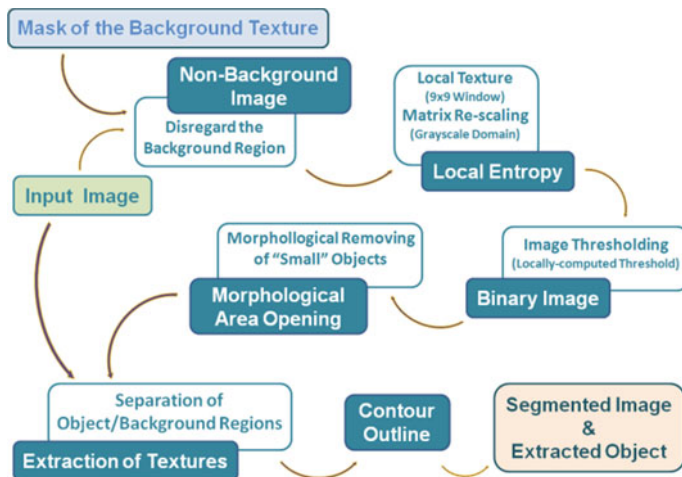 Mask of the Background Texture
Non-Background
Image
Disregard the
Background Region
Local Texture
(9x9 Window)
Matrix Re-scaling
(Grayscale Domain)
Local Entropy
Input Image
Image Thresholding
(Locally-computed Threshold)
Binary Image
Morphollogical Removing
of “Small” Objects
Morphological
Area Opening
Separation of
Object/Background Regions
Extraction of Textures
Contour
Outline
Segmented Image
&
Extracted Object